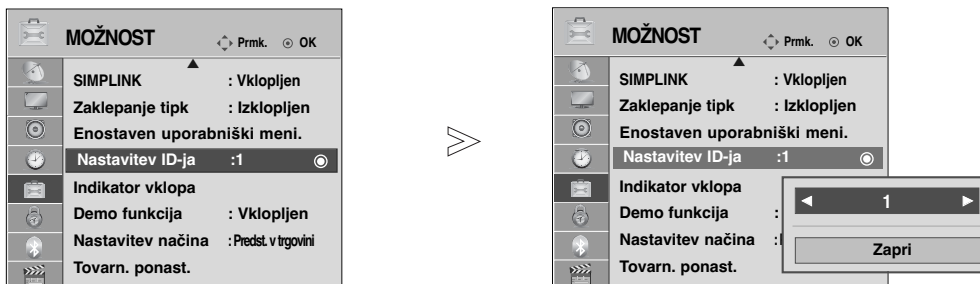 MOŽNOST Prmk. OK
SIMPLINK : Vklopljen
Zaklepanje tipk : Izklopljen
Enostaven uporabniški meni.
Nastavitev ID-ja :1
Indikator vklopa
Demo funkcija : Vklopljen
Nastavitev načina : Predst. v trgovini
Tovarn. ponast.
MOŽNOST Prmk. OK
SIMPLINK : Vklopljen
Zaklepanje tipk : Izklopljen
Enostaven uporabniški meni.
Nastavitev ID-ja :1
Indikator vklopa
Demo funkcija :
Nastavitev načina :
Tovarn. ponast.
◄ 1 ►
Zapri